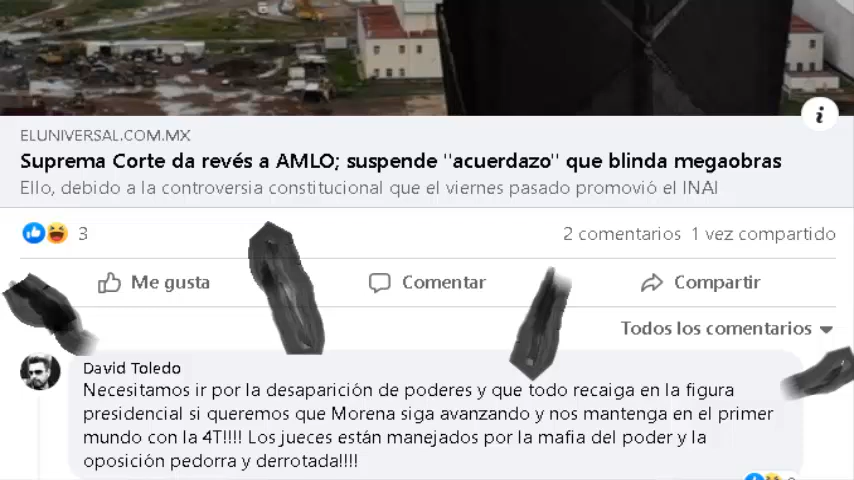 ELUNIVERSAL.COM.MX
Suprema Corte da revés a AMLO; suspende "acuerdazo" que blinda megaobras
Ello, debido a la controversia constitucional que el viernes pasado promovió el INAI
3
2 comentarios 1 vez compartido
Me gusta
Comentar
Compartir
Todos los comentarios
David Toledo
Necesitamos ir por la desaparición de poderes y que todo recaiga en la figura
presidencial si queremos que Morena siga avanzando y nos mantenga en el primer
mundo con la 4T!!!! Los jueces están manejados por la mafia del poder y la
oposición pedorra y derrotada!!!!